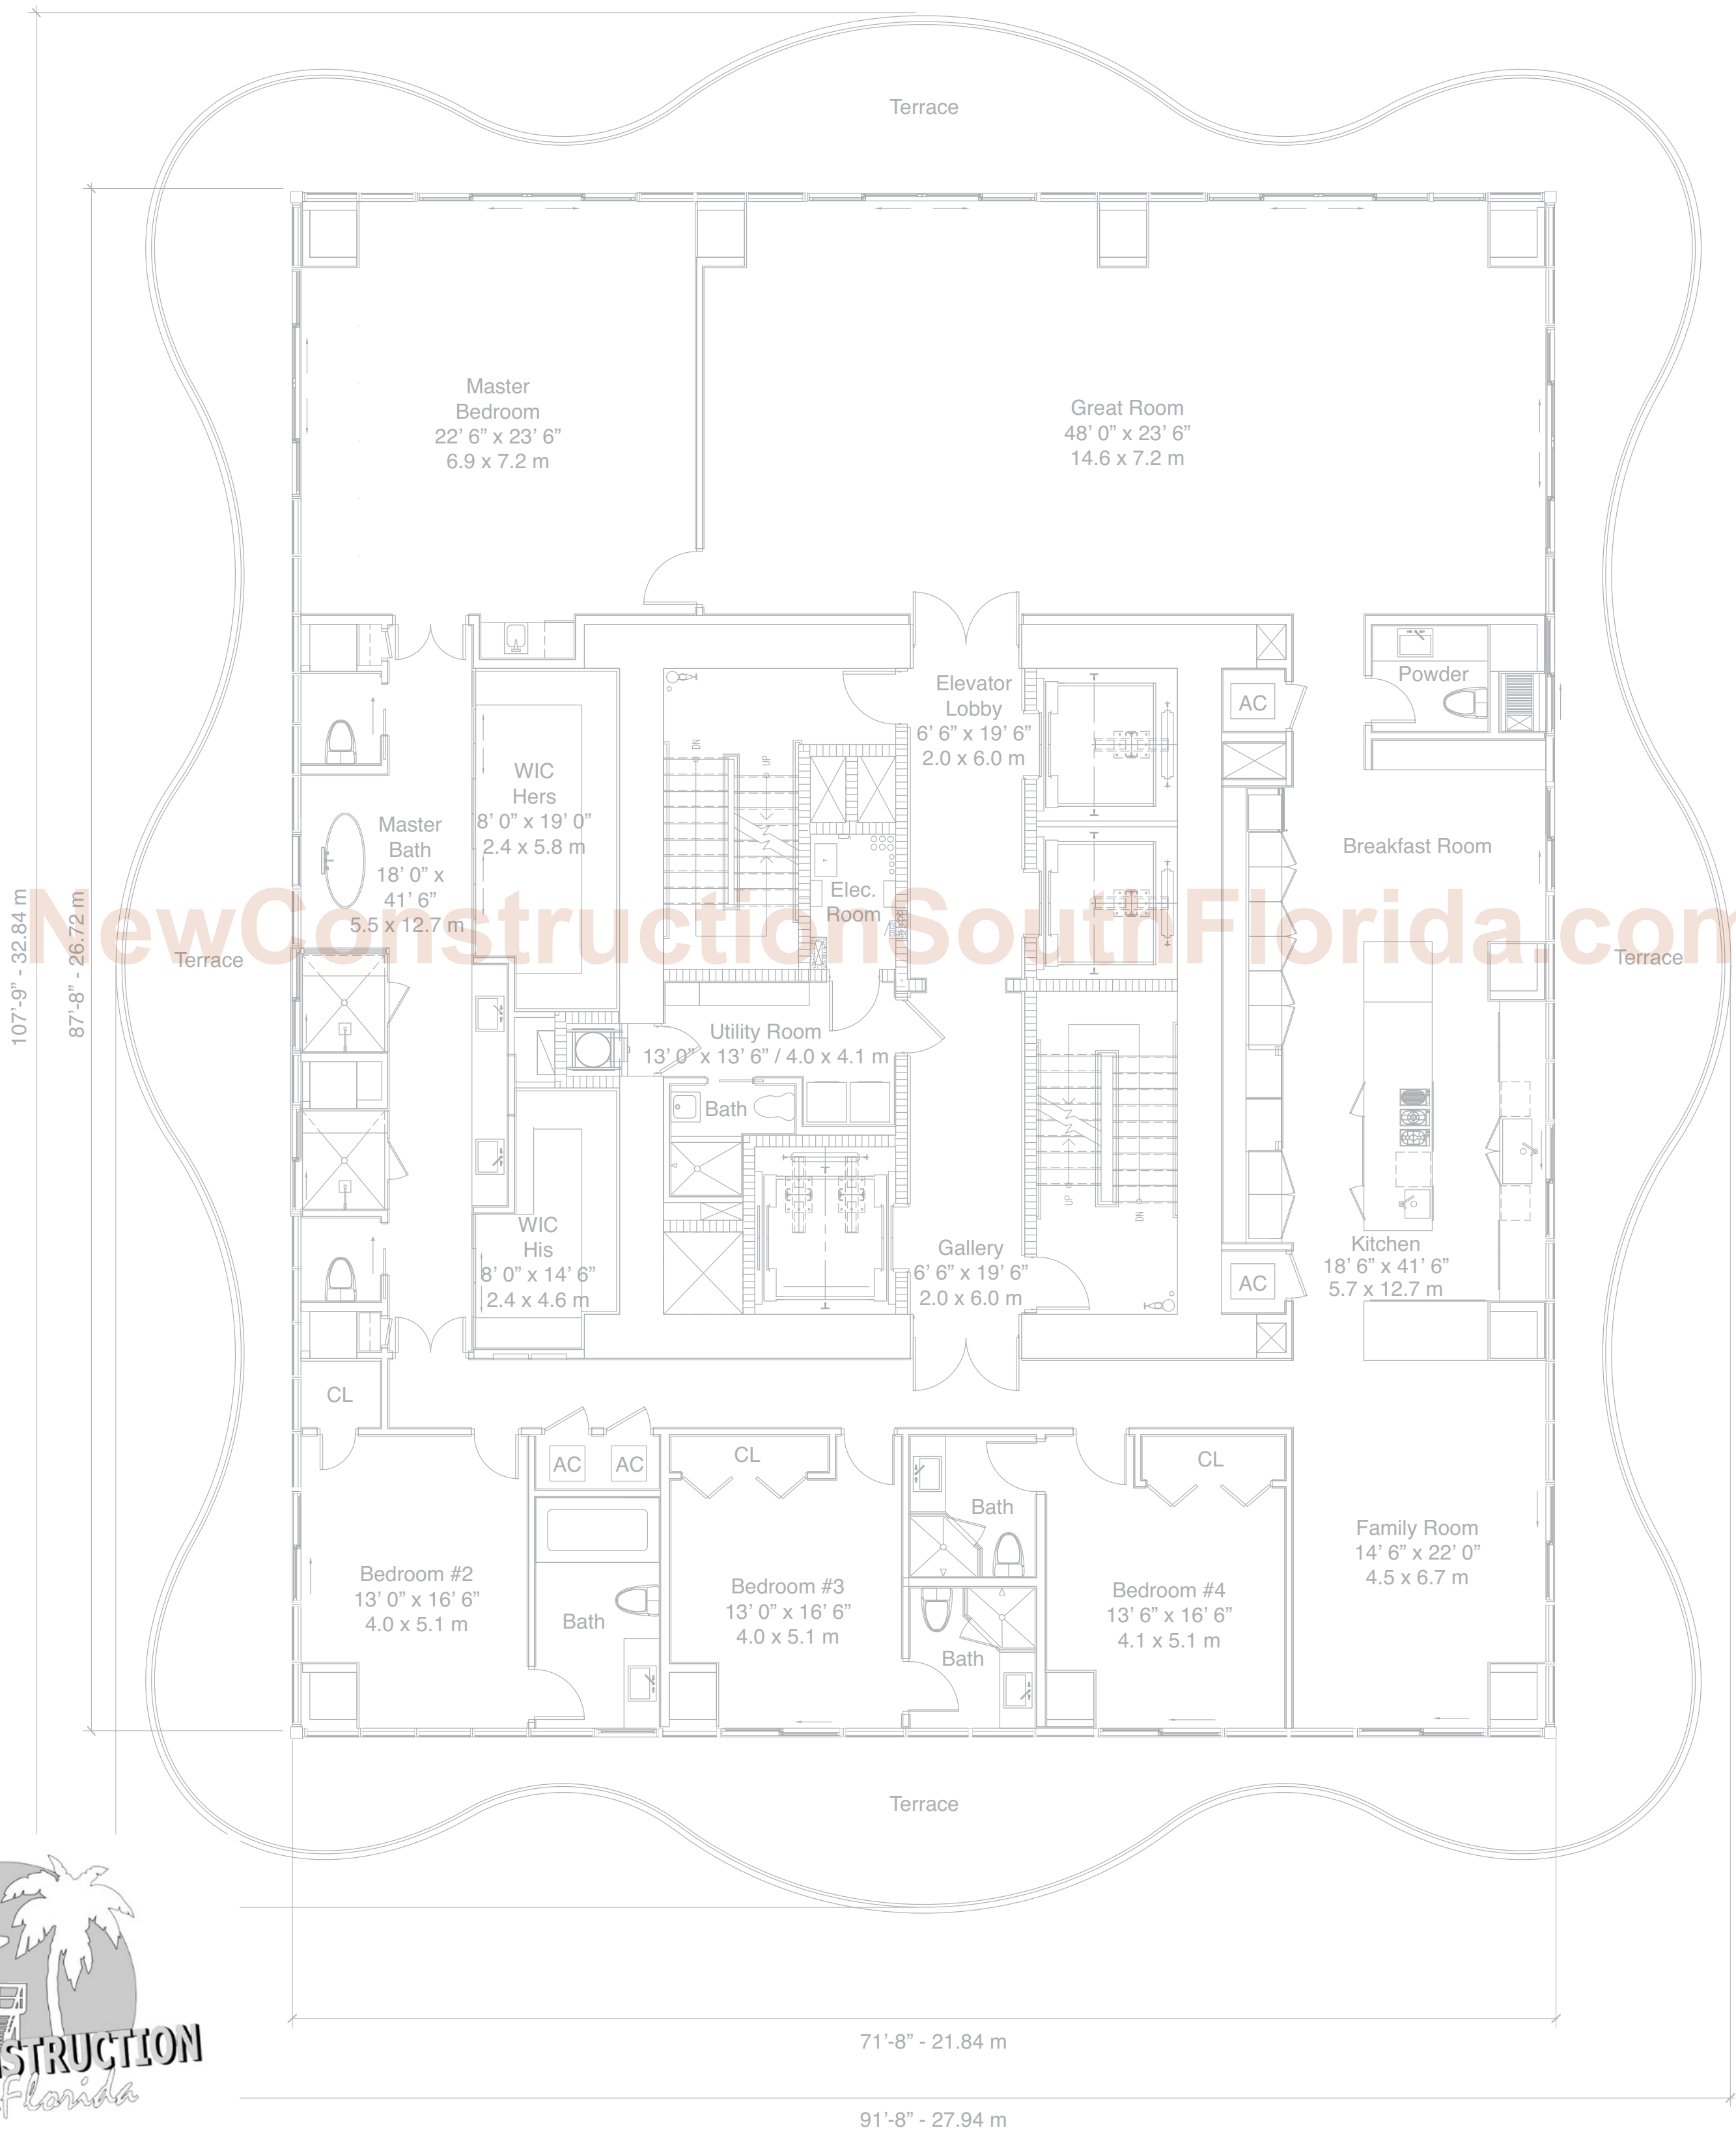 Terrace
Master
Bedroom
22’ 6” x 23’ 6”
6.9 x 7.2 m
Great Room
48’ 0” x 23’ 6”
14.6 x 7.2 m
Elevator
Lobby
6’ 6” x 19’ 6”
2.0 x 6.0 m
AC
Powder
DN
UP
WIC
Hers
8’ 0” x 19’ 0”
2.4 x 5.8 m
Master
Bath
18’ 0” x
41’ 6”
5.5 x 12.7 m
Breakfast Room
Elec.
Room
NewConstructionSouthFlorida.com
107’-9” - 32.84 m
87’-8” - 26.72 m
Terrace
Terrace
Utility Room
13’ 0” x 13’ 6” / 4.0 x 4.1 m
Bath
UP
DN
WIC
His
8’ 0” x 14’ 6”
2.4 x 4.6 m
Gallery
6’ 6” x 19’ 6”
2.0 x 6.0 m
AC
Kitchen
18’ 6” x 41’ 6”
5.7 x 12.7 m
CL
AC
AC
CL
CL
Bath
Bedroom #2
13’ 0” x 16’ 6”
4.0 x 5.1 m
Bath
Bedroom #3
13’ 0” x 16’ 6”
4.0 x 5.1 m
Bath
Bedroom #4
13’ 6” x 16’ 6”
4.1 x 5.1 m
Family Room
14’ 6” x 22’ 0”
4.5 x 6.7 m
Terrace
STRUCTION
Florida
71’-8” - 21.84 m
91’-8” - 27.94 m